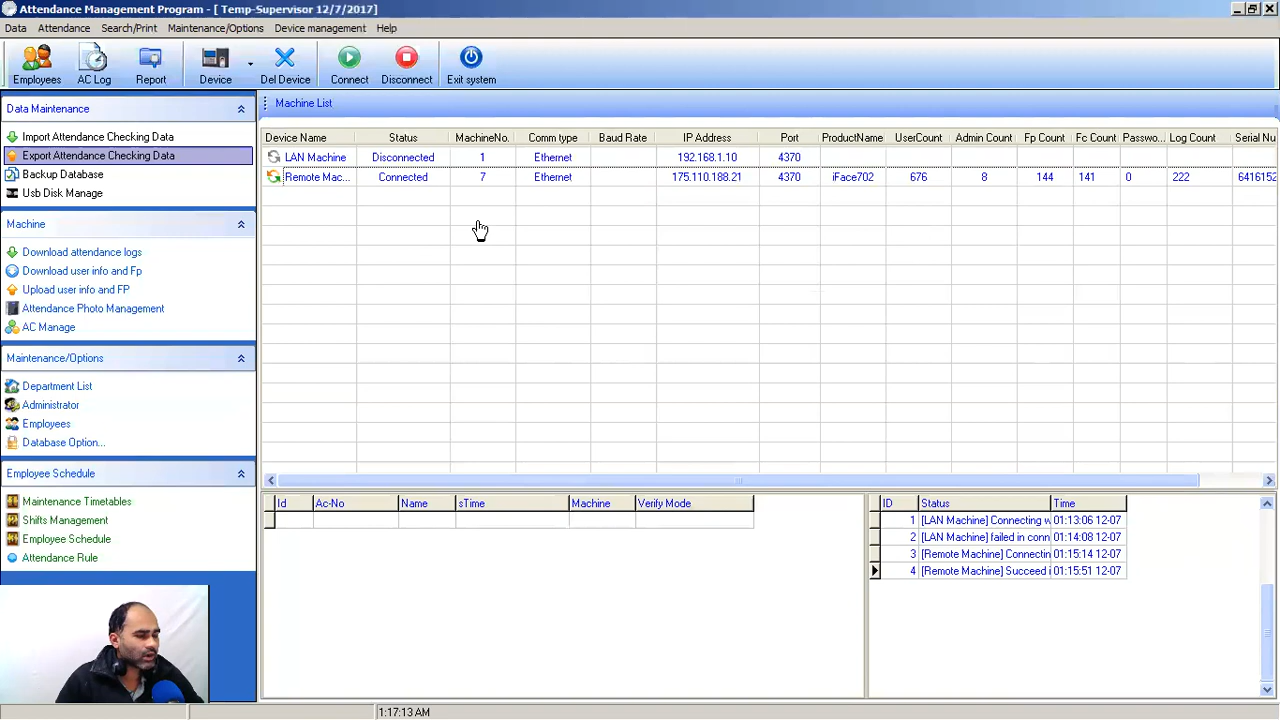 Attendance Management Program - [ Temp-Supervisor 12/7/2017]
Data Attendance Search/Print Maintenance/Options Device management Help
Employees AC Log Report Device Del Device Connect Disconnect Exit system
Data Maintenance
Import Attendance Checking Data
Export Attendance Checking Data
Backup Database
Usb Disk Manage
Machine
Download attendance logs
Download user info and Fp
Upload user info and FP
Attendance Photo Management
AC Manage
Maintenance/Options
Department List
Administrator
Employees
Database Option...
Employee Schedule
Maintenance Timetables
Shifts Management
Employee Schedule
Attendance Rule
Machine List
Device Name Status MachineNo. Comm type Baud Rate IP Address Port ProductName UserCount Admin Count Fp Count Fc Count Passwo... Log Count Serial Num
LAN Machine Disconnected 1 Ethernet 192.168.1.10 4370
Remote Mac... Connected 7 Ethernet 175.110.188.21 4370 iFace702 676 8 144 141 0 222 6416152
Id Ac-No Name sTime Machine Verify Mode
ID Status Time
1 [LAN Machine] Connecting w 01:13:06 12-07
2 [LAN Machine] failed in conn 01:14:08 12-07
3 [Remote Machine] Connectin 01:15:14 12-07
4 [Remote Machine] Succeed i 01:15:51 12-07
1:17:13 AM